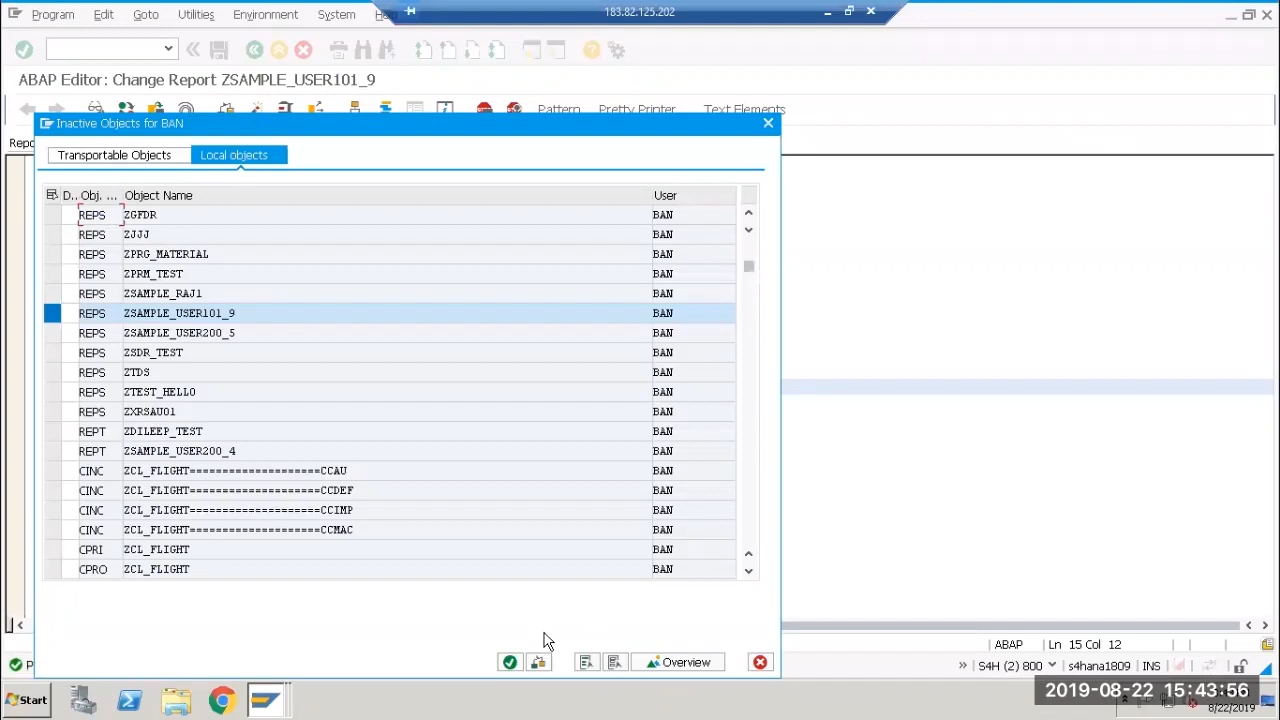 Program Edit Goto Utilities Environment System
183.82.125.202
ABAP Editor: Change Report ZSAMPLE_USER101_9
Pattern Pretty Printer Text Elements
Inactive Objects for BAN
Transportable Objects Local objects
D.. Obj. ... Object Name User
REPS ZGFDR BAN
REPS ZJJJ BAN
REPS ZPRG_MATERIAL BAN
REPS ZPRM_TEST BAN
REPS ZSAMPLE_RAJ1 BAN
REPS ZSAMPLE_USER101_9 BAN
REPS ZSAMPLE_USER200_5 BAN
REPS ZSDR_TEST BAN
REPS ZTDS BAN
REPS ZTEST_HELLO BAN
REPS ZXRSAU01 BAN
REPT ZDILEEP_TEST BAN
REPT ZSAMPLE_USER200_4 BAN
CINC ZCL_FLIGHT====================CCAU BAN
CINC ZCL_FLIGHT====================CCDEF BAN
CINC ZCL_FLIGHT====================CCIMP BAN
CINC ZCL_FLIGHT====================CCMAC BAN
CPRI ZCL_FLIGHT BAN
CPRO ZCL_FLIGHT BAN
Overview
ABAP Ln 15 Col 12
S4H (2) 800 s4hana1809 INS
Start
2019-08-22 15:43:56
8/22/2019